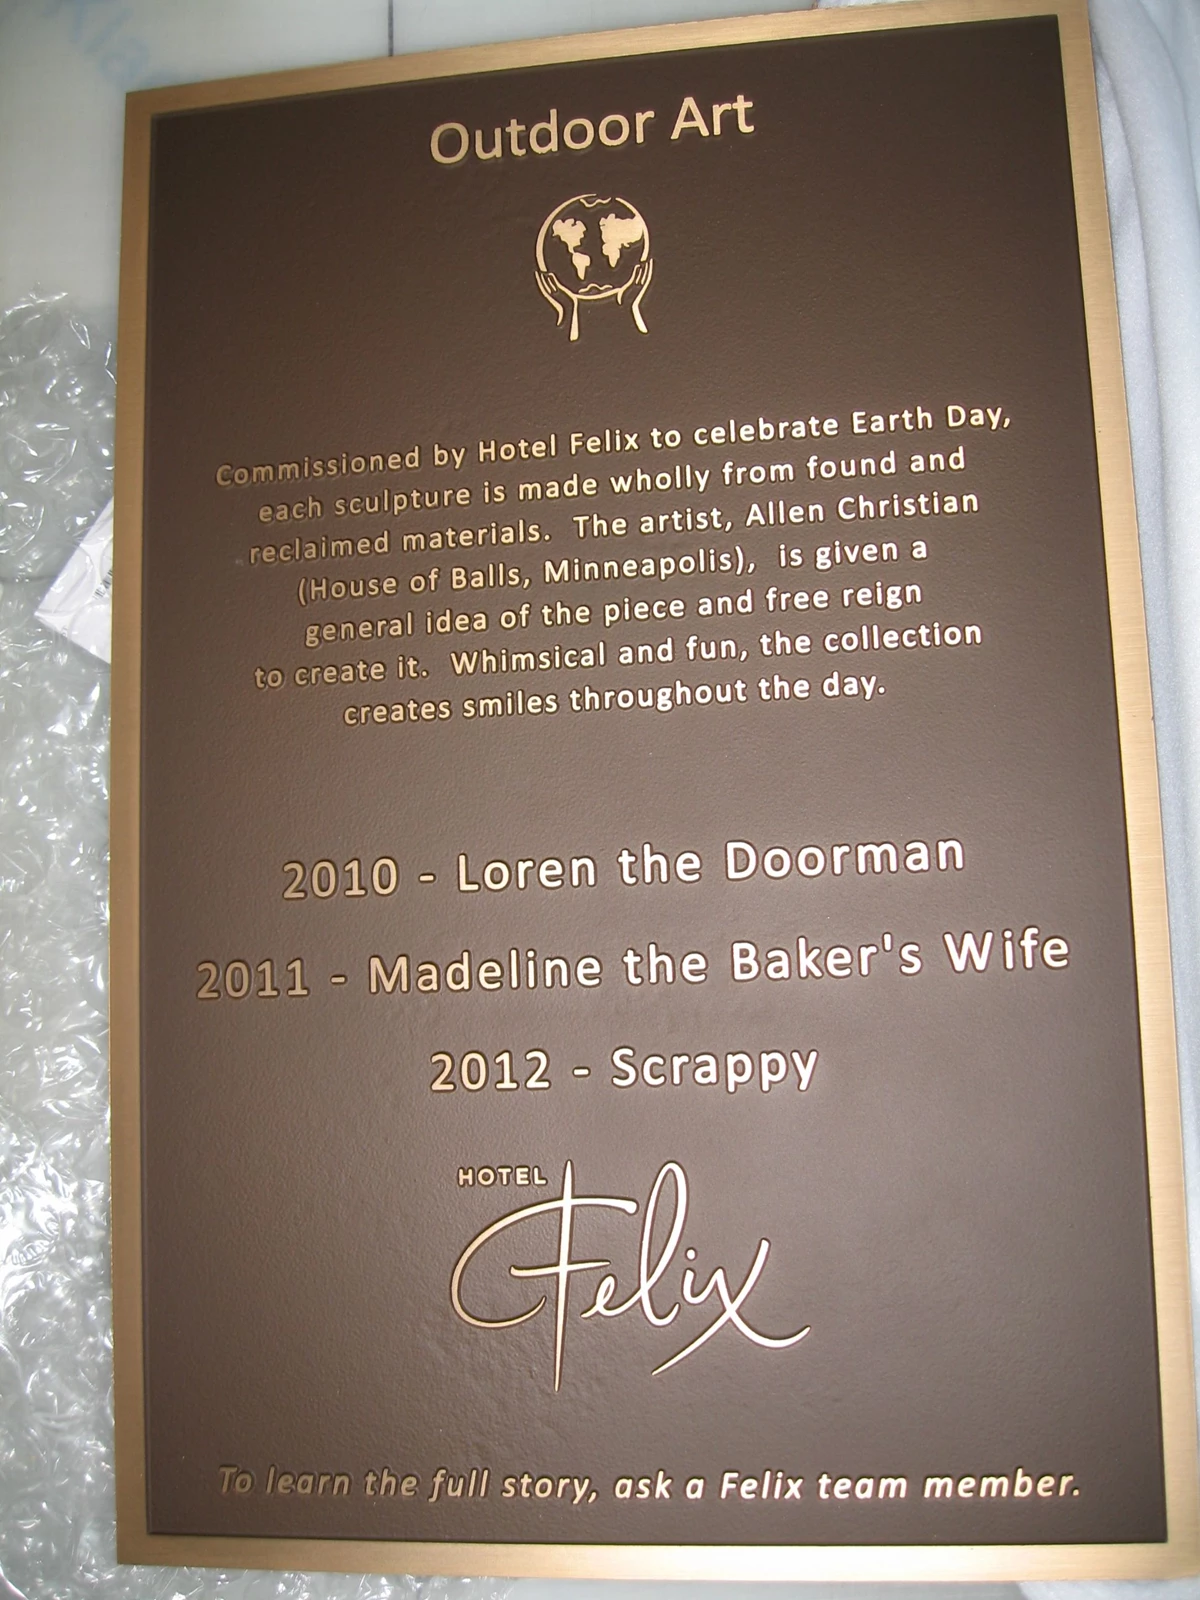 Outdoor Art
Commissioned by Hotel Felix to celebrate Earth Day,
each sculpture is made wholly from found and
reclaimed materials.  The artist, Allen Christian
(House of Balls, Minneapolis),  is given a
general idea of the piece and free reign
to create it.  Whimsical and fun, the collection
creates smiles throughout the day.
2010 - Loren the Doorman
2011 - Madeline the Baker's Wife
2012 - Scrappy
HOTEL
Felix
To learn the full story, ask a Felix team member.